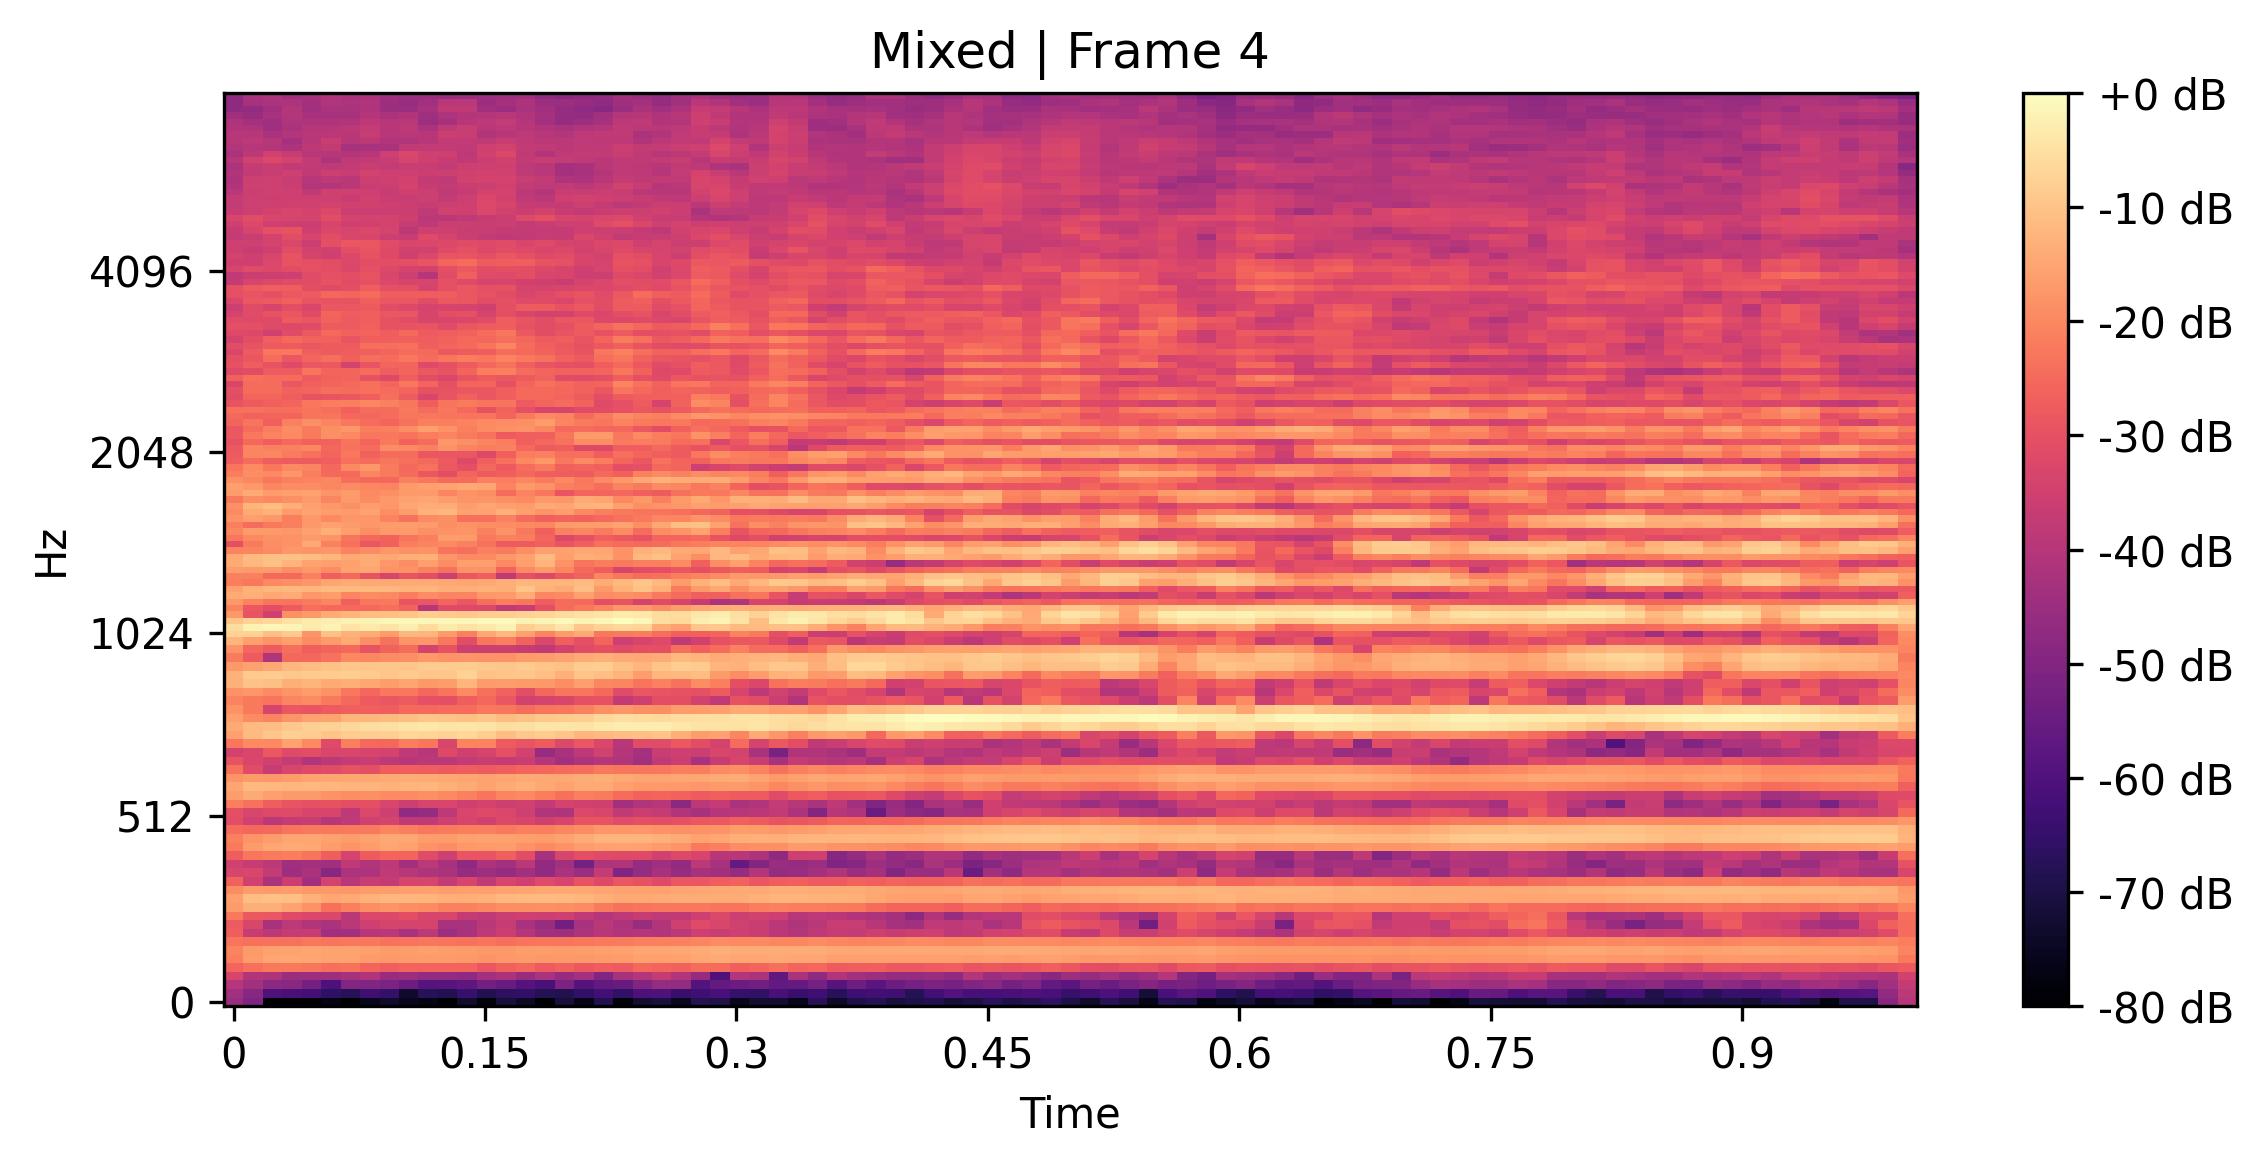 Mixed | Frame 4
+0 dB
-10 dB
-20 dB
-30 dB
-40 dB
-50 dB
-60 dB
-70 dB
-80 dB
Hz
4096
2048
1024
512
0
0 0.15 0.3 0.45 0.6 0.75 0.9
Time